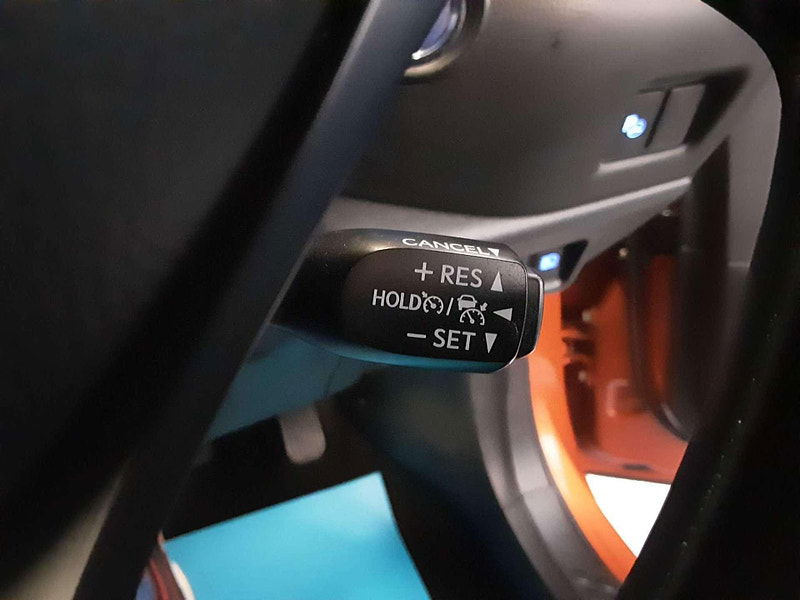 CANCEL▼
+ RES ▲
HOLD / ◀
− SET ▼